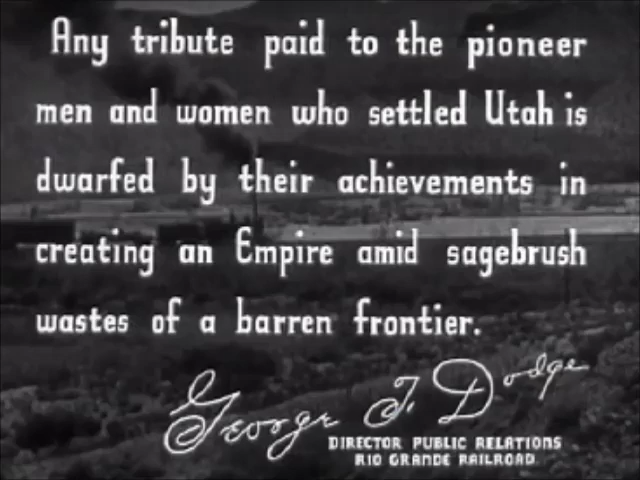 Any tribute paid to the pioneer
men and women who settled Utah is
dwarfed by their achievements in
creating an Empire amid sagebrush
wastes of a barren frontier.
George T. Dodge
DIRECTOR PUBLIC RELATIONS
RIO GRANDE RAILROAD